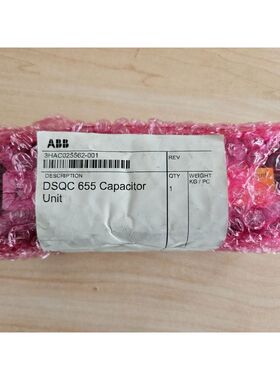 ABB
3HAC025562-001
REV
DESCRIPTION
QTY
WEIGHT
KG / PC
DSQC 655 Capacitor
Unit
1